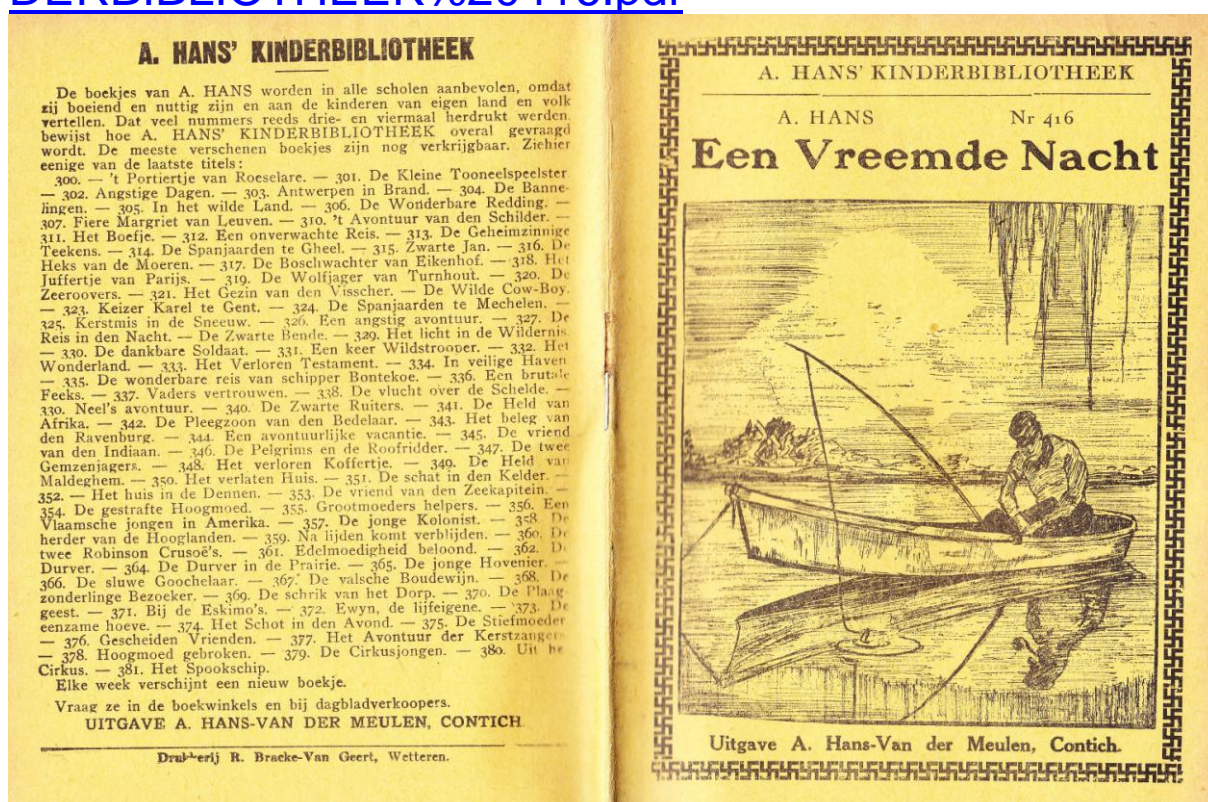 DERBIBLIOTHEEK%20416.pdf
A. HANS' KINDERBIBLIOTHEEK
De boekjes van A. HANS worden in alle scholen aanbevolen, omdat
zij boeiend en nuttig zijn en aan de kinderen van eigen land en volk
vertellen. Dat veel nummers reeds drie- en viermaal herdrukt werden,
bewijst hoe A. HANS' KINDERBIBLIOTHEEK overal gevraagd
wordt. De meeste verschenen boekjes zijn nog verkrijgbaar. Ziehier
eenige van de laatste titels:
300. — 't Portiertje van Roeselare. — 301. De Kleine Tooneelspeelster
— 302. Angstige Dagen. — 303. Antwerpen in Brand. — 304. De Banne-
lingen. — 305. In het wilde Land. — 306. De Wonderbare Redding. —
307. Fiere Margriet van Leuven. — 310. 't Avontuur van den Schilder. —
311. Het Boefje. — 312. Een onverwachte Reis. — 313. De Geheimzinnige
Teekens. — 314. De Spanjaarden te Gheel. — 315. Zwarte Jan. — 316. De
Heks van de Moeren. — 317. De Boschwachter van Eikenhof. — 318. Het
Juffertje van Parijs. — 319. De Wolfjager van Turnhout. — 320. De
Zeeroovers. — 321. Het Gezin van den Visscher. — De Wilde Cow-Boy.
— 323. Keizer Karel te Gent. — 324. De Spanjaarden te Mechelen. —
325. Kerstmis in de Sneeuw. — 326. Een angstig avontuur. — 327. De
Reis in den Nacht. — De Zwarte Bende. — 329. Het licht in de Wildernis.
— 330. De dankbare Soldaat. — 331. Een keer Wildstrooper. — 332. Het
Wonderland. — 333. Het Verloren Testament. — 334. In veilige Haven
— 335. De wonderbare reis van schipper Bontekoe. — 336. Een brutale
Feeks. — 337. Vaders vertrouwen. — 338. De vlucht over de Schelde. —
330. Neel's avontuur. — 340. De Zwarte Ruiters. — 341. De Held van
Afrika. — 342. De Pleegzoon van den Bedelaar. — 343. Het beleg van
den Ravenburg. — 344. Een avontuurlijke vacantie. — 345. De vriend
van den Indiaan. — 346. De Pelgrims en de Roofridder. — 347. De twee
Gemzenjagers. — 348. Het verloren Koffertje. — 349. De Held van
Maldeghem. — 350. Het verlaten Huis. — 351. De schat in den Kelder. —
352. — Het huis in de Dennen. — 353. De vriend van den Zeekapitein. —
354. De gestrafte Hoogmoed. — 355. Grootmoeders helpers. — 356. Een
Vlaamsche jongen in Amerika. — 357. De jonge Kolonist. — 358. De
herder van de Hooglanden. — 359. Na lijden komt verblijden. — 360. De
twee Robinson Crusoë's. — 361. Edelmoedigheid beloond. — 362. D
Durver. — 364. De Durver in de Prairie. — 365. De jonge Hovenier. —
366. De sluwe Goochelaar. — 367. De valsche Boudewijn. — 368. De
zonderlinge Bezoeker. — 369. De schrik van het Dorp. — 370. De Plaag-
geest. — 371. Bij de Eskimo's. — 372. Ewyn, de lijfeigene. — 373. De
eenzame hoeve. — 374. Het Schot in den Avond. — 375. De Stiefmoeder
— 376. Gescheiden Vrienden. — 377. Het Avontuur der Kerstzangers
— 378. Hoogmoed gebroken. — 379. De Cirkusjongen. — 380. Uit he
Cirkus. — 381. Het Spookschip.
Elke week verschijnt een nieuw boekje.
Vraag ze in de boekwinkels en bij dagbladverkoopers.
UITGAVE A. HANS-VAN DER MEULEN, CONTICH
Drukkerij R. Bracke-Van Geert, Wetteren.
A. HANS' KINDERBIBLIOTHEEK
A. HANS Nr 416
Een Vreemde Nacht
Uitgave A. Hans-Van der Meulen, Contich.